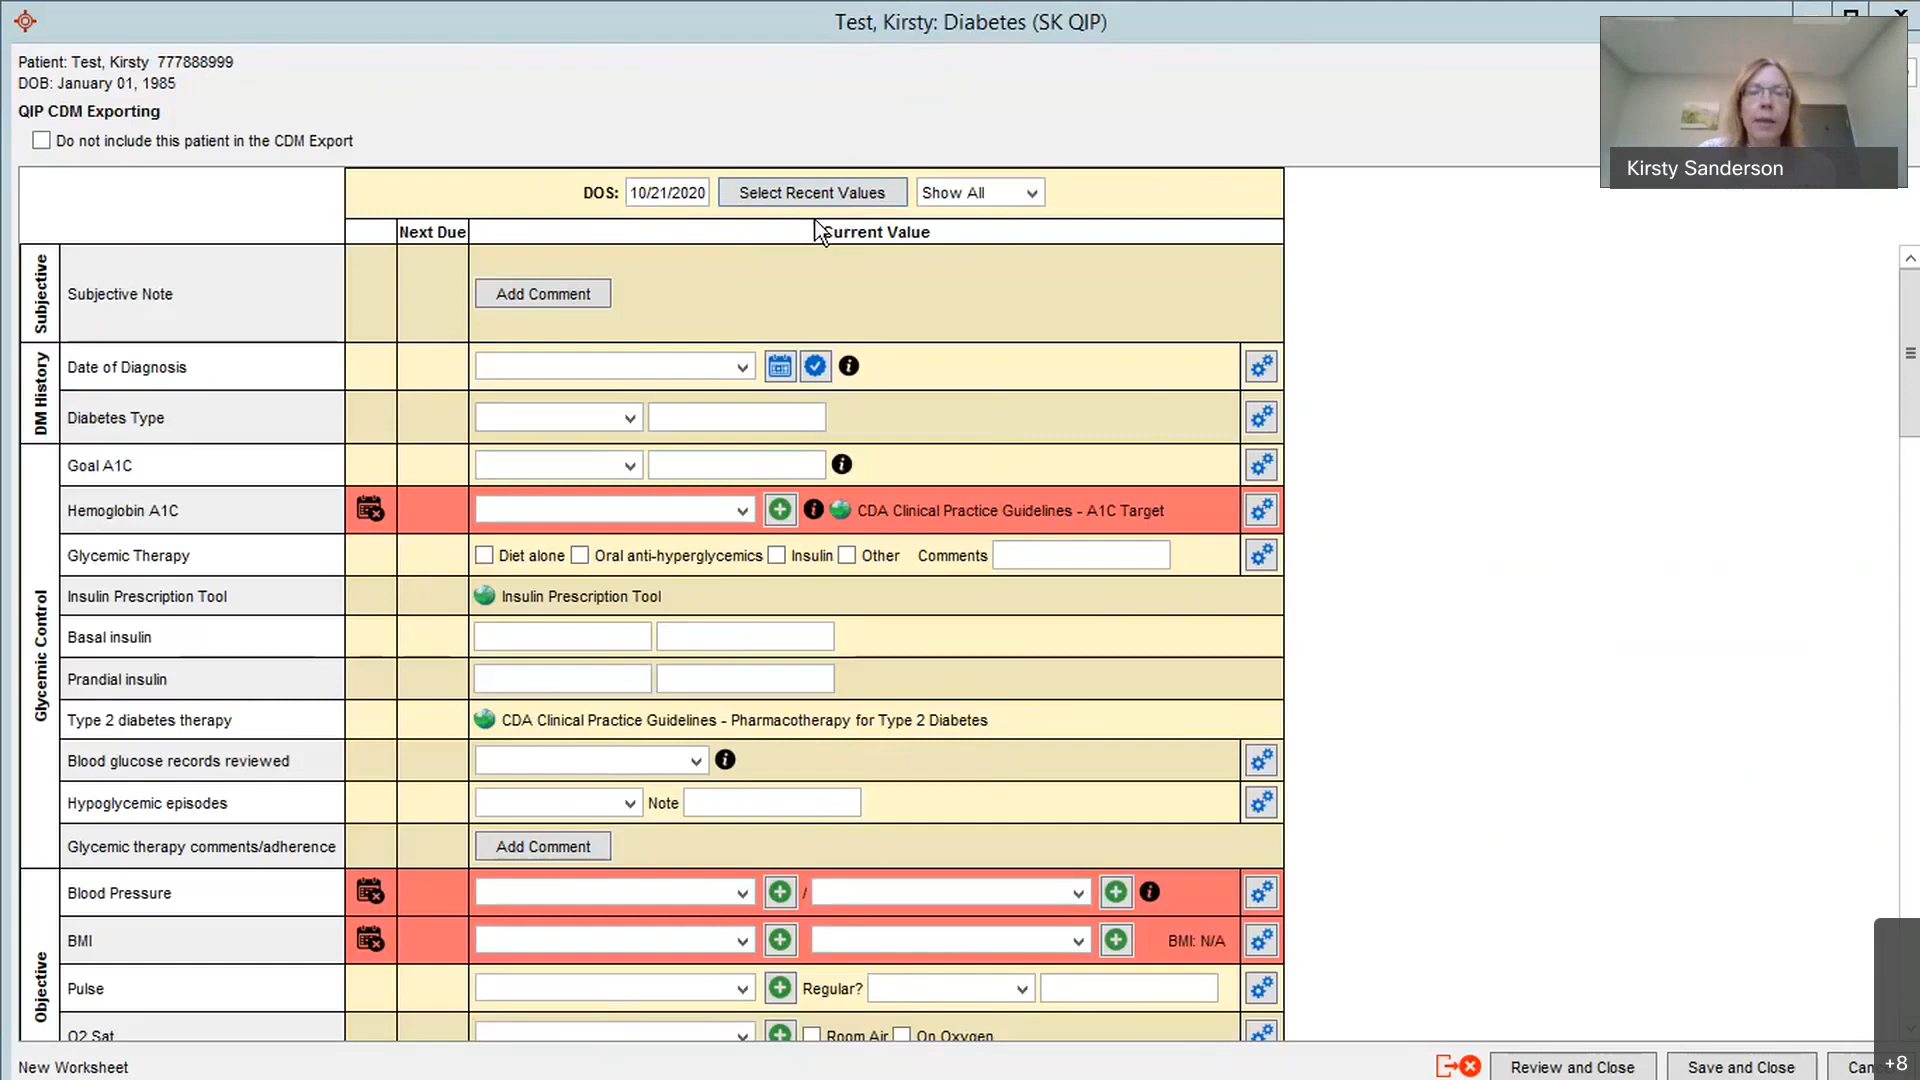 Test, Kirsty: Diabetes (SK QIP)
Patient: Test, Kirsty 777888999
DOB: January 01, 1985
QIP CDM Exporting
Do not include this patient in the CDM Export
Kirsty Sanderson
DOS: 10/21/2020 Select Recent Values Show All
Next Due Current Value
Subjective
Subjective Note Add Comment
DM History
Date of Diagnosis
Diabetes Type
Glycemic Control
Goal A1C
Hemoglobin A1C CDA Clinical Practice Guidelines - A1C Target
Glycemic Therapy Diet alone Oral anti-hyperglycemics Insulin Other Comments
Insulin Prescription Tool Insulin Prescription Tool
Basal insulin
Prandial insulin
Type 2 diabetes therapy CDA Clinical Practice Guidelines - Pharmacotherapy for Type 2 Diabetes
Blood glucose records reviewed
Hypoglycemic episodes Note
Glycemic therapy comments/adherence Add Comment
Objective
Blood Pressure /
BMI BMI: N/A
Pulse Regular?
O2 Sat Room Air On Oxygen
New Worksheet Review and Close Save and Close +8